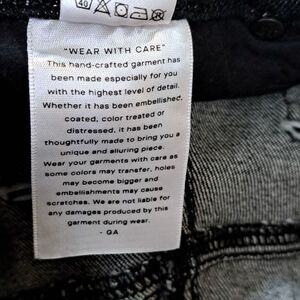 40
"WEAR WITH CARE"
This hand-crafted garment has
been made especially for you
with the highest level of detail.
Whether it has been embellished,
coated, color treated or
distressed, it has been
thoughtfully made to bring you a
unique and alluring piece.
Wear your garments with care as
some colors may transfer, holes
may become bigger and
embellishments may cause
scratches. We are not liable for
any damages produced by this
garment during wear.
- GA